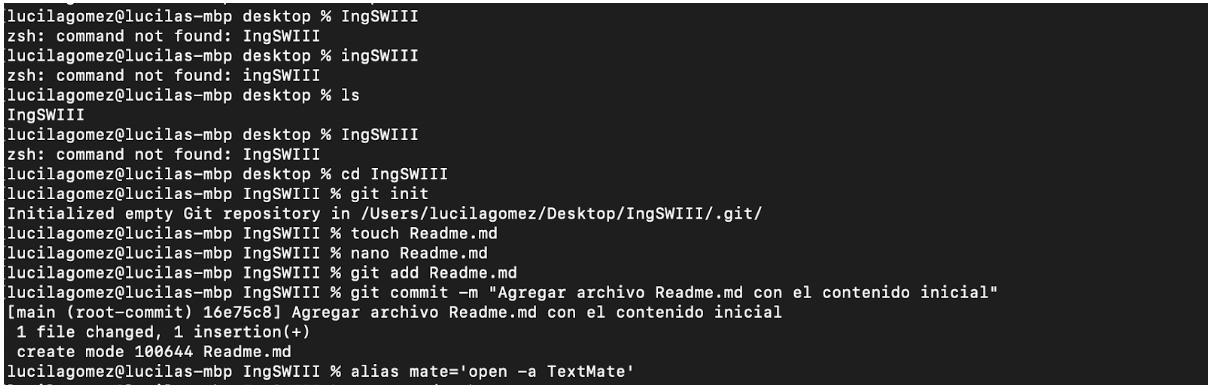 [lucilagomez@lucilas-mbp desktop % IngSWIII
zsh: command not found: IngSWIII
[lucilagomez@lucilas-mbp desktop % ingSWIII
zsh: command not found: ingSWIII
[lucilagomez@lucilas-mbp desktop % ls
IngSWIII
[lucilagomez@lucilas-mbp desktop % IngSWIII
zsh: command not found: IngSWIII
[lucilagomez@lucilas-mbp desktop % cd IngSWIII
[lucilagomez@lucilas-mbp IngSWIII % git init
Initialized empty Git repository in /Users/lucilagomez/Desktop/IngSWIII/.git/
[lucilagomez@lucilas-mbp IngSWIII % touch Readme.md
[lucilagomez@lucilas-mbp IngSWIII % nano Readme.md
[lucilagomez@lucilas-mbp IngSWIII % git add Readme.md
[lucilagomez@lucilas-mbp IngSWIII % git commit -m "Agregar archivo Readme.md con el contenido inicial"
[main (root-commit) 16e75c8] Agregar archivo Readme.md con el contenido inicial
 1 file changed, 1 insertion(+)
 create mode 100644 Readme.md
lucilagomez@lucilas-mbp IngSWIII % alias mate='open -a TextMate'